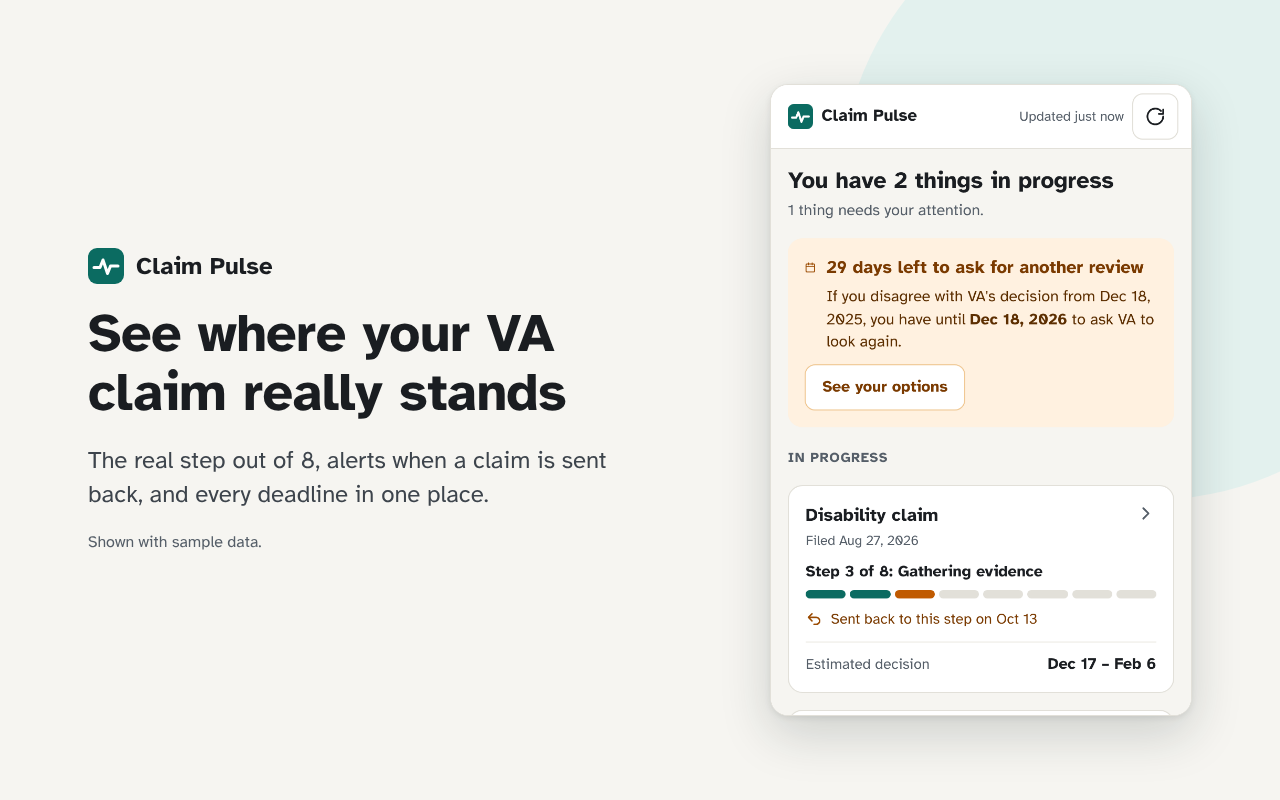 Claim Pulse
See where your VA
claim really stands
The real step out of 8, alerts when a claim is sent
back, and every deadline in one place.
Shown with sample data.
Claim Pulse
Updated just now
You have 2 things in progress
1 thing needs your attention.
29 days left to ask for another review
If you disagree with VA's decision from Dec 18,
2025, you have until Dec 18, 2026 to ask VA to
look again.
See your options
IN PROGRESS
Disability claim
Filed Aug 27, 2026
Step 3 of 8: Gathering evidence
Sent back to this step on Oct 13
Estimated decision
Dec 17 – Feb 6